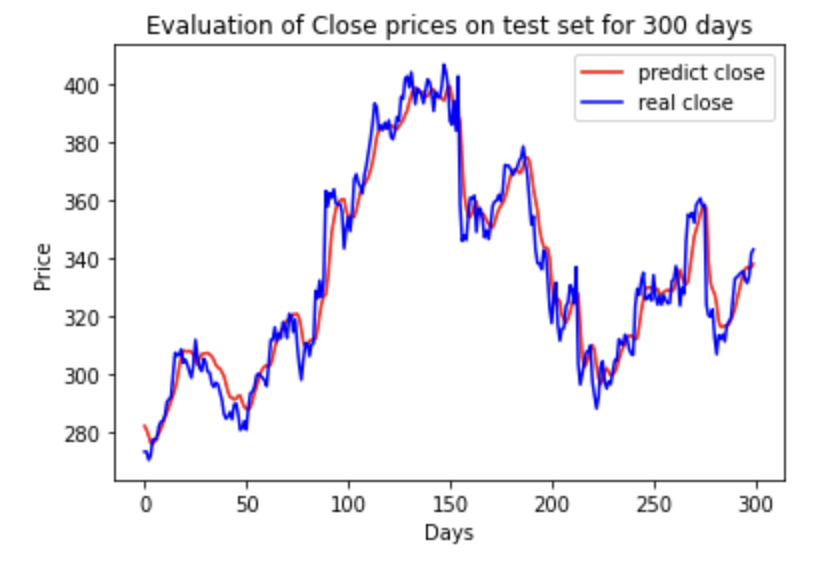 Evaluation of Close prices on test set for 300 days
predict close
real close
400
380
360
340
320
300
280
Price
0 50 100 150 200 250 300
Days